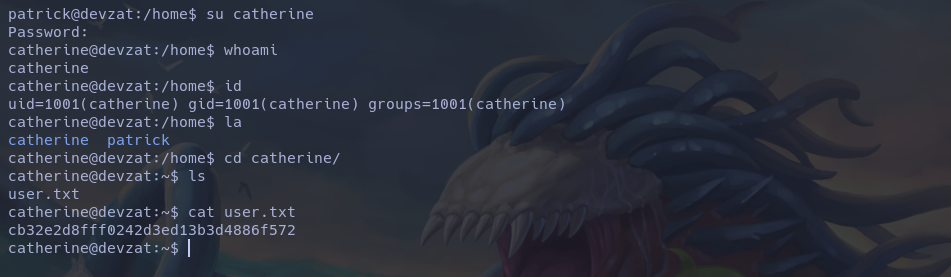 patrick@devzat:/home$ su catherine
Password:
catherine@devzat:/home$ whoami
catherine
catherine@devzat:/home$ id
uid=1001(catherine) gid=1001(catherine) groups=1001(catherine)
catherine@devzat:/home$ la
catherine  patrick
catherine@devzat:/home$ cd catherine/
catherine@devzat:~$ ls
user.txt
catherine@devzat:~$ cat user.txt
cb32e2d8fff0242d3ed13b3d4886f572
catherine@devzat:~$